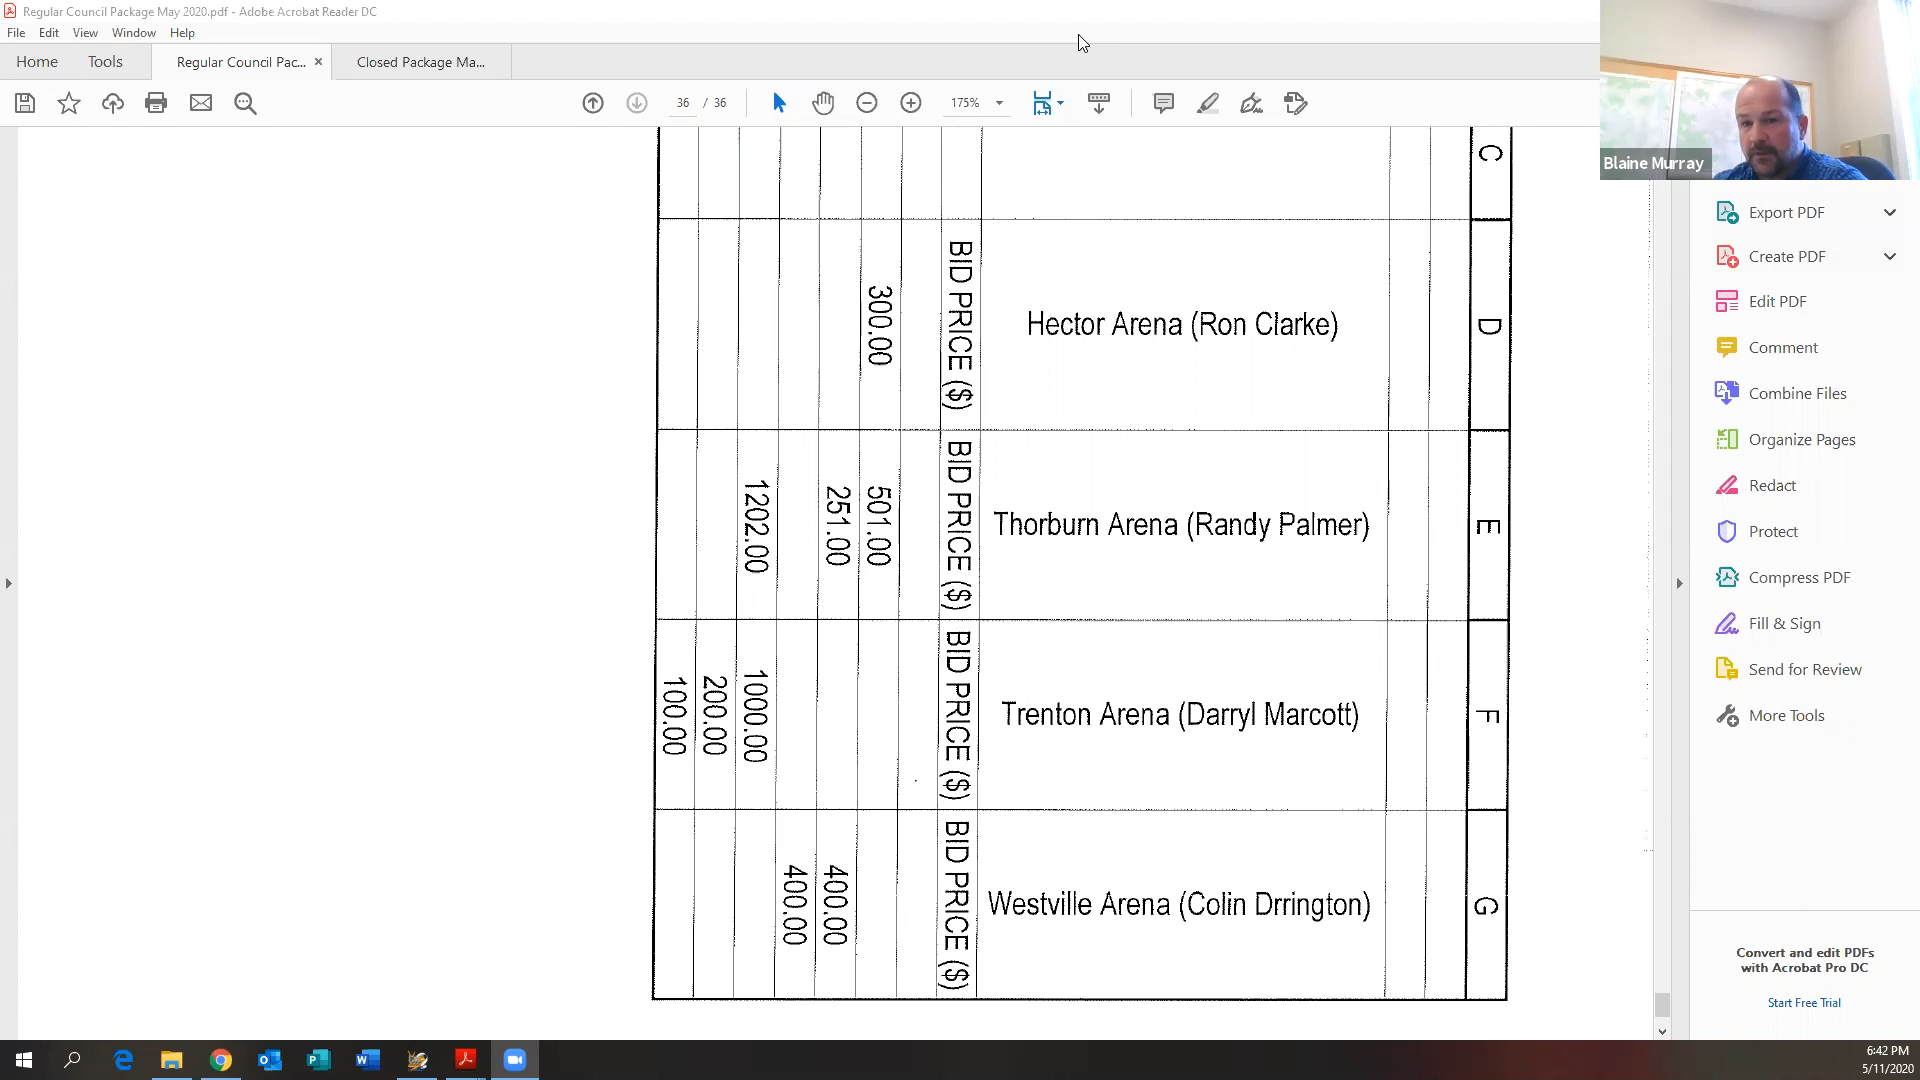 Regular Council Package May 2020.pdf - Adobe Acrobat Reader DC
File Edit View Window Help
Home Tools Regular Council Pac... × Closed Package Ma...
36 / 36 175%
Blaine Murray
C
D
Hector Arena (Ron Clarke)
BID PRICE ($)
300.00
E
Thorburn Arena (Randy Palmer)
BID PRICE ($)
501.00
251.00
1202.00
F
Trenton Arena (Darryl Marcott)
BID PRICE ($)
1000.00
200.00
100.00
G
Westville Arena (Colin Drrington)
BID PRICE ($)
400.00
400.00
Export PDF
Create PDF
Edit PDF
Comment
Combine Files
Organize Pages
Redact
Protect
Compress PDF
Fill & Sign
Send for Review
More Tools
Convert and edit PDFs
with Acrobat Pro DC
Start Free Trial
6:42 PM
5/11/2020